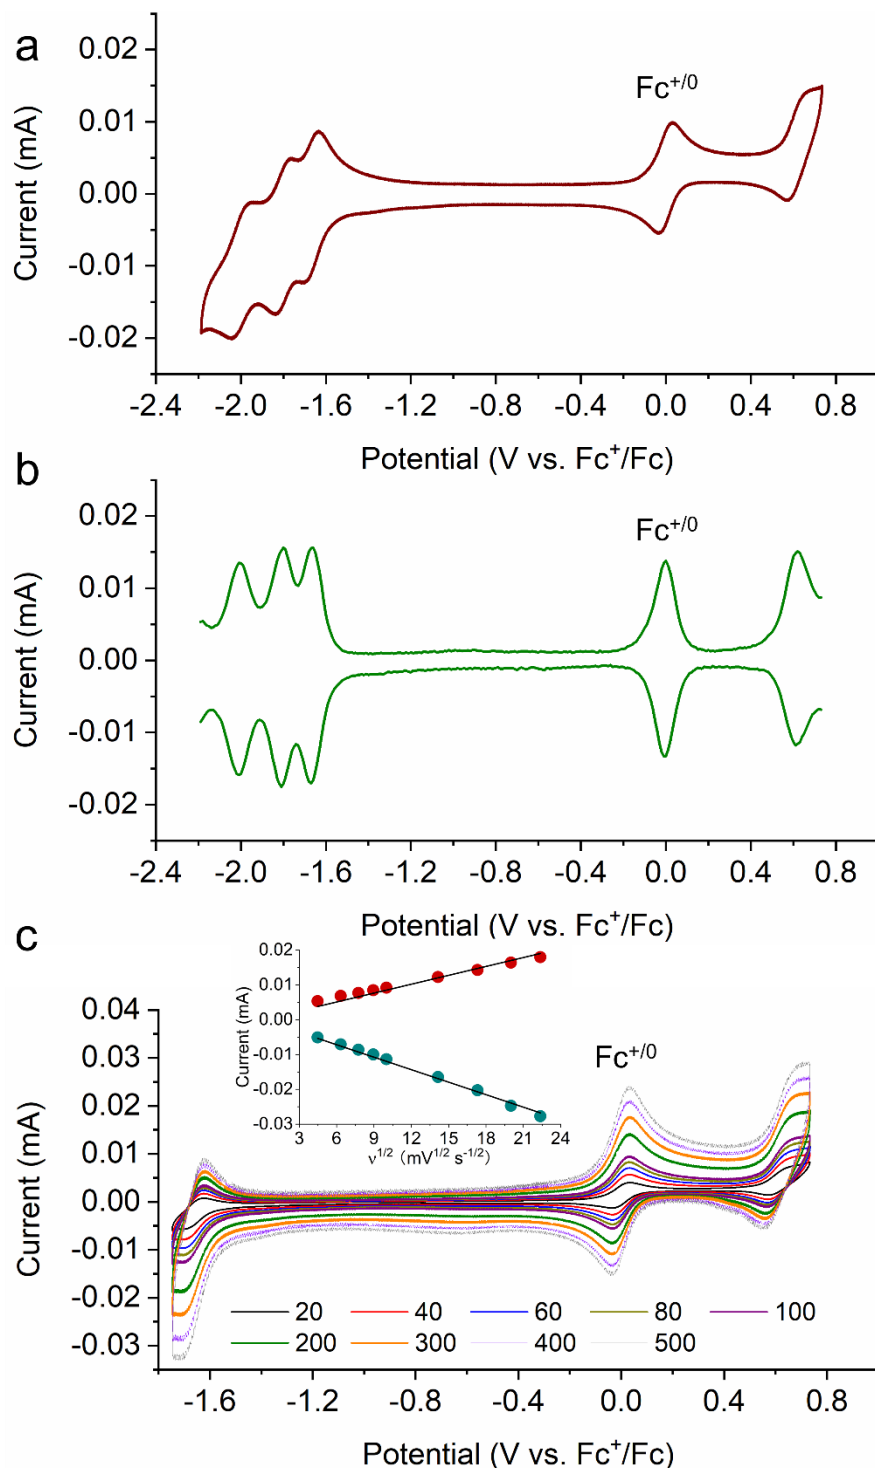 a
0.02
0.01
0.00
-0.01
-0.02
Current (mA)
Fc+/0
-2.4 -2.0 -1.6 -1.2 -0.8 -0.4 0.0 0.4 0.8
Potential (V vs. Fc+/Fc)
b
0.02
0.01
0.00
-0.01
-0.02
Current (mA)
Fc+/0
-2.4 -2.0 -1.6 -1.2 -0.8 -0.4 0.0 0.4 0.8
Potential (V vs. Fc+/Fc)
c
0.04
0.03
0.02
0.01
0.00
-0.01
-0.02
-0.03
Current (mA)
0.02
0.01
0.00
-0.01
-0.02
-0.03
Current (mA)
3 6 9 12 15 18 21 24
ν1/2 (mV1/2 s-1/2)
Fc+/0
20 40 60 80 100
200 300 400 500
-1.6 -1.2 -0.8 -0.4 0.0 0.4 0.8
Potential (V vs. Fc+/Fc)